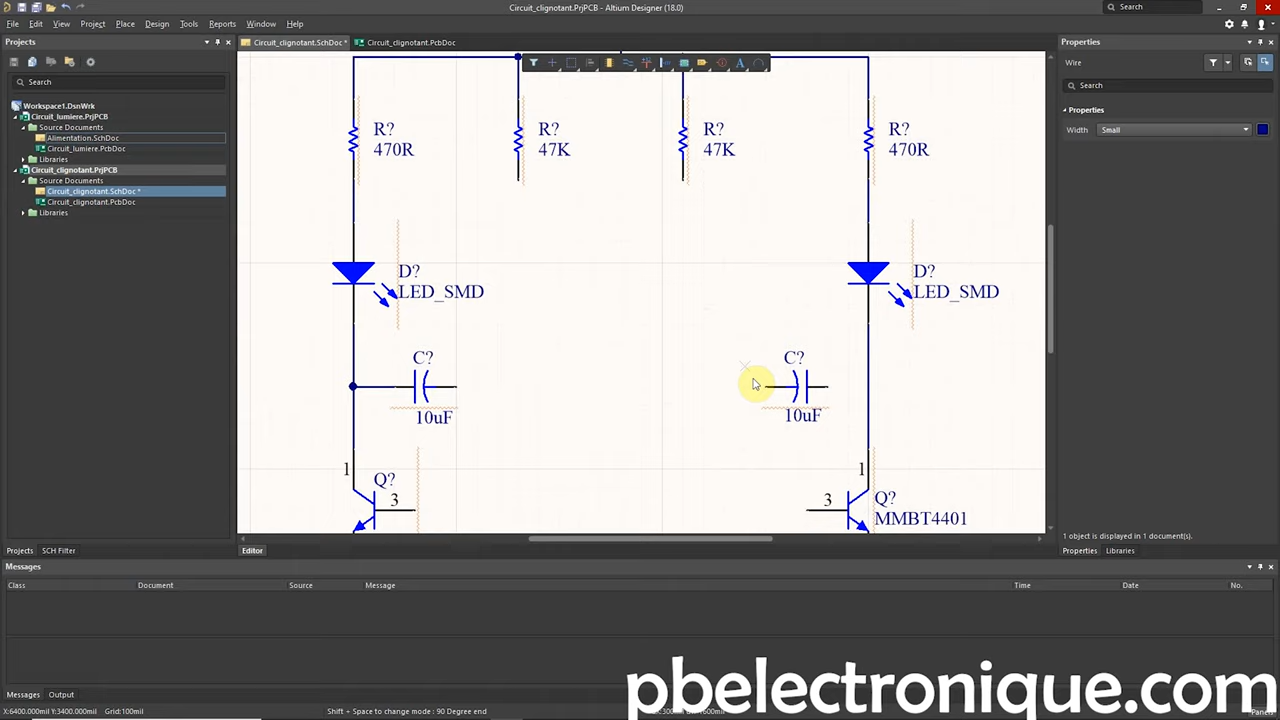 Circuit_clignotant.PrjPCB - Altium Designer (18.0)
Search
File Edit View Project Place Design Tools Reports Window Help
Projects
Circuit_clignotant.SchDoc *
Circuit_clignotant.PcbDoc
Properties
Wire
Search
Search
Workspace1.DsnWrk
Circuit_lumiere.PrjPCB
Source Documents
Alimentation.SchDoc
Circuit_lumiere.PcbDoc
Libraries
Circuit_clignotant.PrjPCB
Source Documents
Circuit_clignotant.SchDoc *
Circuit_clignotant.PcbDoc
Libraries
Properties
Width Small
R?
470R
R?
47K
R?
47K
R?
470R
D?
LED_SMD
D?
LED_SMD
C?
10uF
C?
10uF
1
Q?
3
1
3
Q?
MMBT4401
1 object is displayed in 1 document(s).
Projects SCH Filter
Editor
Properties Libraries
Messages
Class Document Source Message Time Date No.
pbelectronique.com
Messages Output
X:6400.000mil Y:3400.000mil Grid:100mil
Shift + Space to change mode : 90 Degree end
Panels